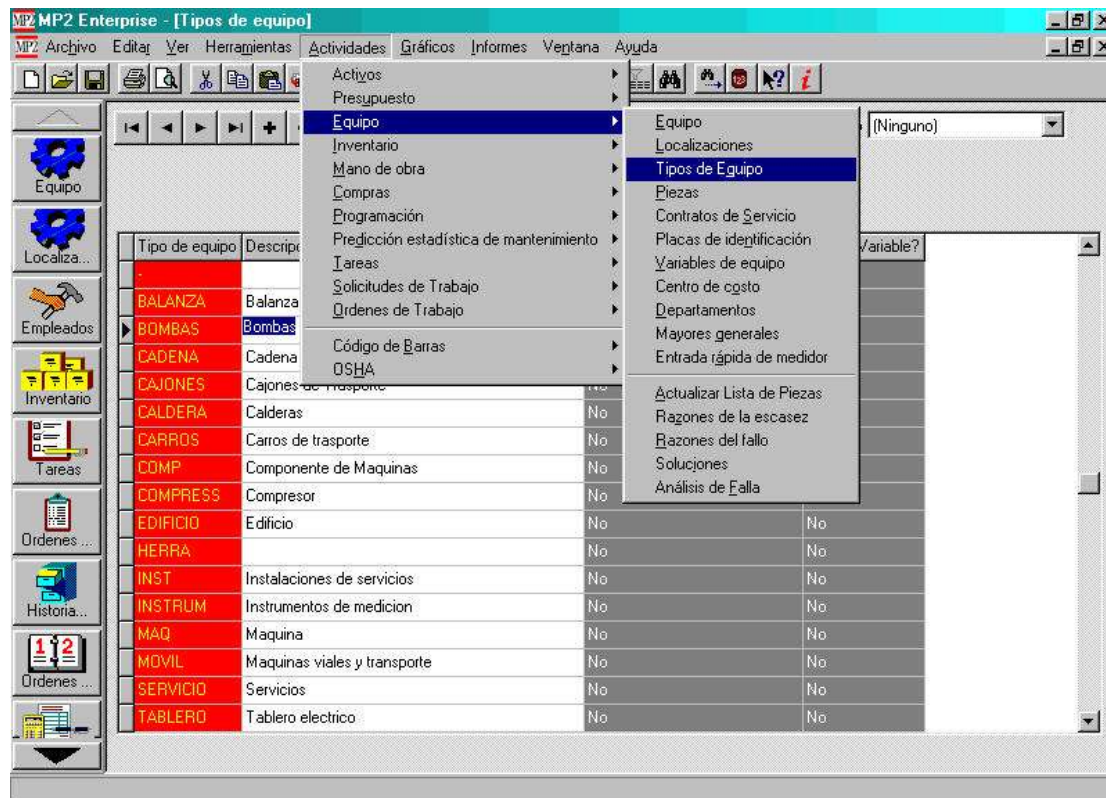 MP2 MP2 Enterprise - [Tipos de equipo]
MP2 Archivo Editar Ver Herramientas Actividades Gráficos Informes Ventana Ayuda
Activos
Presupuesto
Equipo
Inventario
Mano de obra
Compras
Programación
Predicción estadística de mantenimiento
Tareas
Solicitudes de Trabajo
Ordenes de Trabajo
Código de Barras
OSHA
Equipo
Localizaciones
Tipos de Equipo
Piezas
Contratos de Servicio
Placas de identificación
Variables de equipo
Centro de costo
Departamentos
Mayores generales
Entrada rápida de medidor
Actualizar Lista de Piezas
Razones de la escasez
Razones del fallo
Soluciones
Análisis de Falla
(Ninguno)
Equipo
Localiza...
Empleados
Inventario
Tareas
Ordenes ...
Historia...
1 2
Ordenes ...
Tipo de equipo Variable?
-
BALANZA Balanza
BOMBAS Bombas
CADENA Cadena
CAJONES Cajones de Trasporte No
CALDERA Calderas No
CARROS Carros de trasporte No
COMP Componente de Maquinas No
COMPRESS Compresor No
EDIFICIO Edificio No No
HERRA No No
INST Instalaciones de servicios No No
INSTRUM Instrumentos de medicion No No
MAQ Maquina No No
MOVIL Maquinas viales y transporte No No
SERVICIO Servicios No No
TABLERO Tablero electrico No No